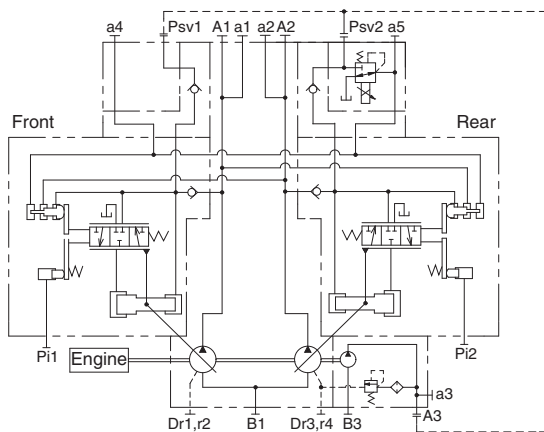 a4 Psv1 A1 a1 a2 A2 Psv2 a5
Front Rear
Pi1 Engine Pi2
a3
A3
Dr1,r2 B1 Dr3,r4 B3